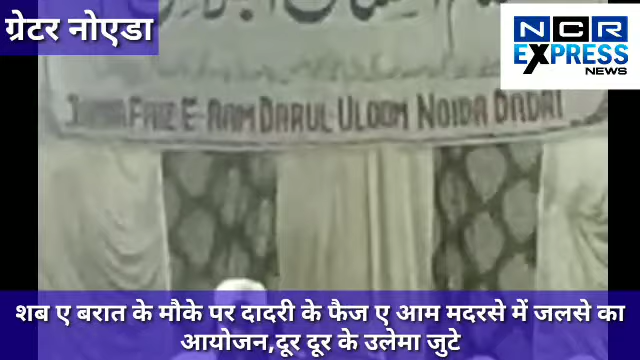 ग्रेटर नोएडा
NCR
EXPRESS
NEWS
FAIZ E-AAM DARUL-ULOOM NOIDA DADRI
शब ए बरात के मौके पर दादरी के फैज ए आम मदरसे में जलसे का
आयोजन,दूर दूर के उलेमा जुटे